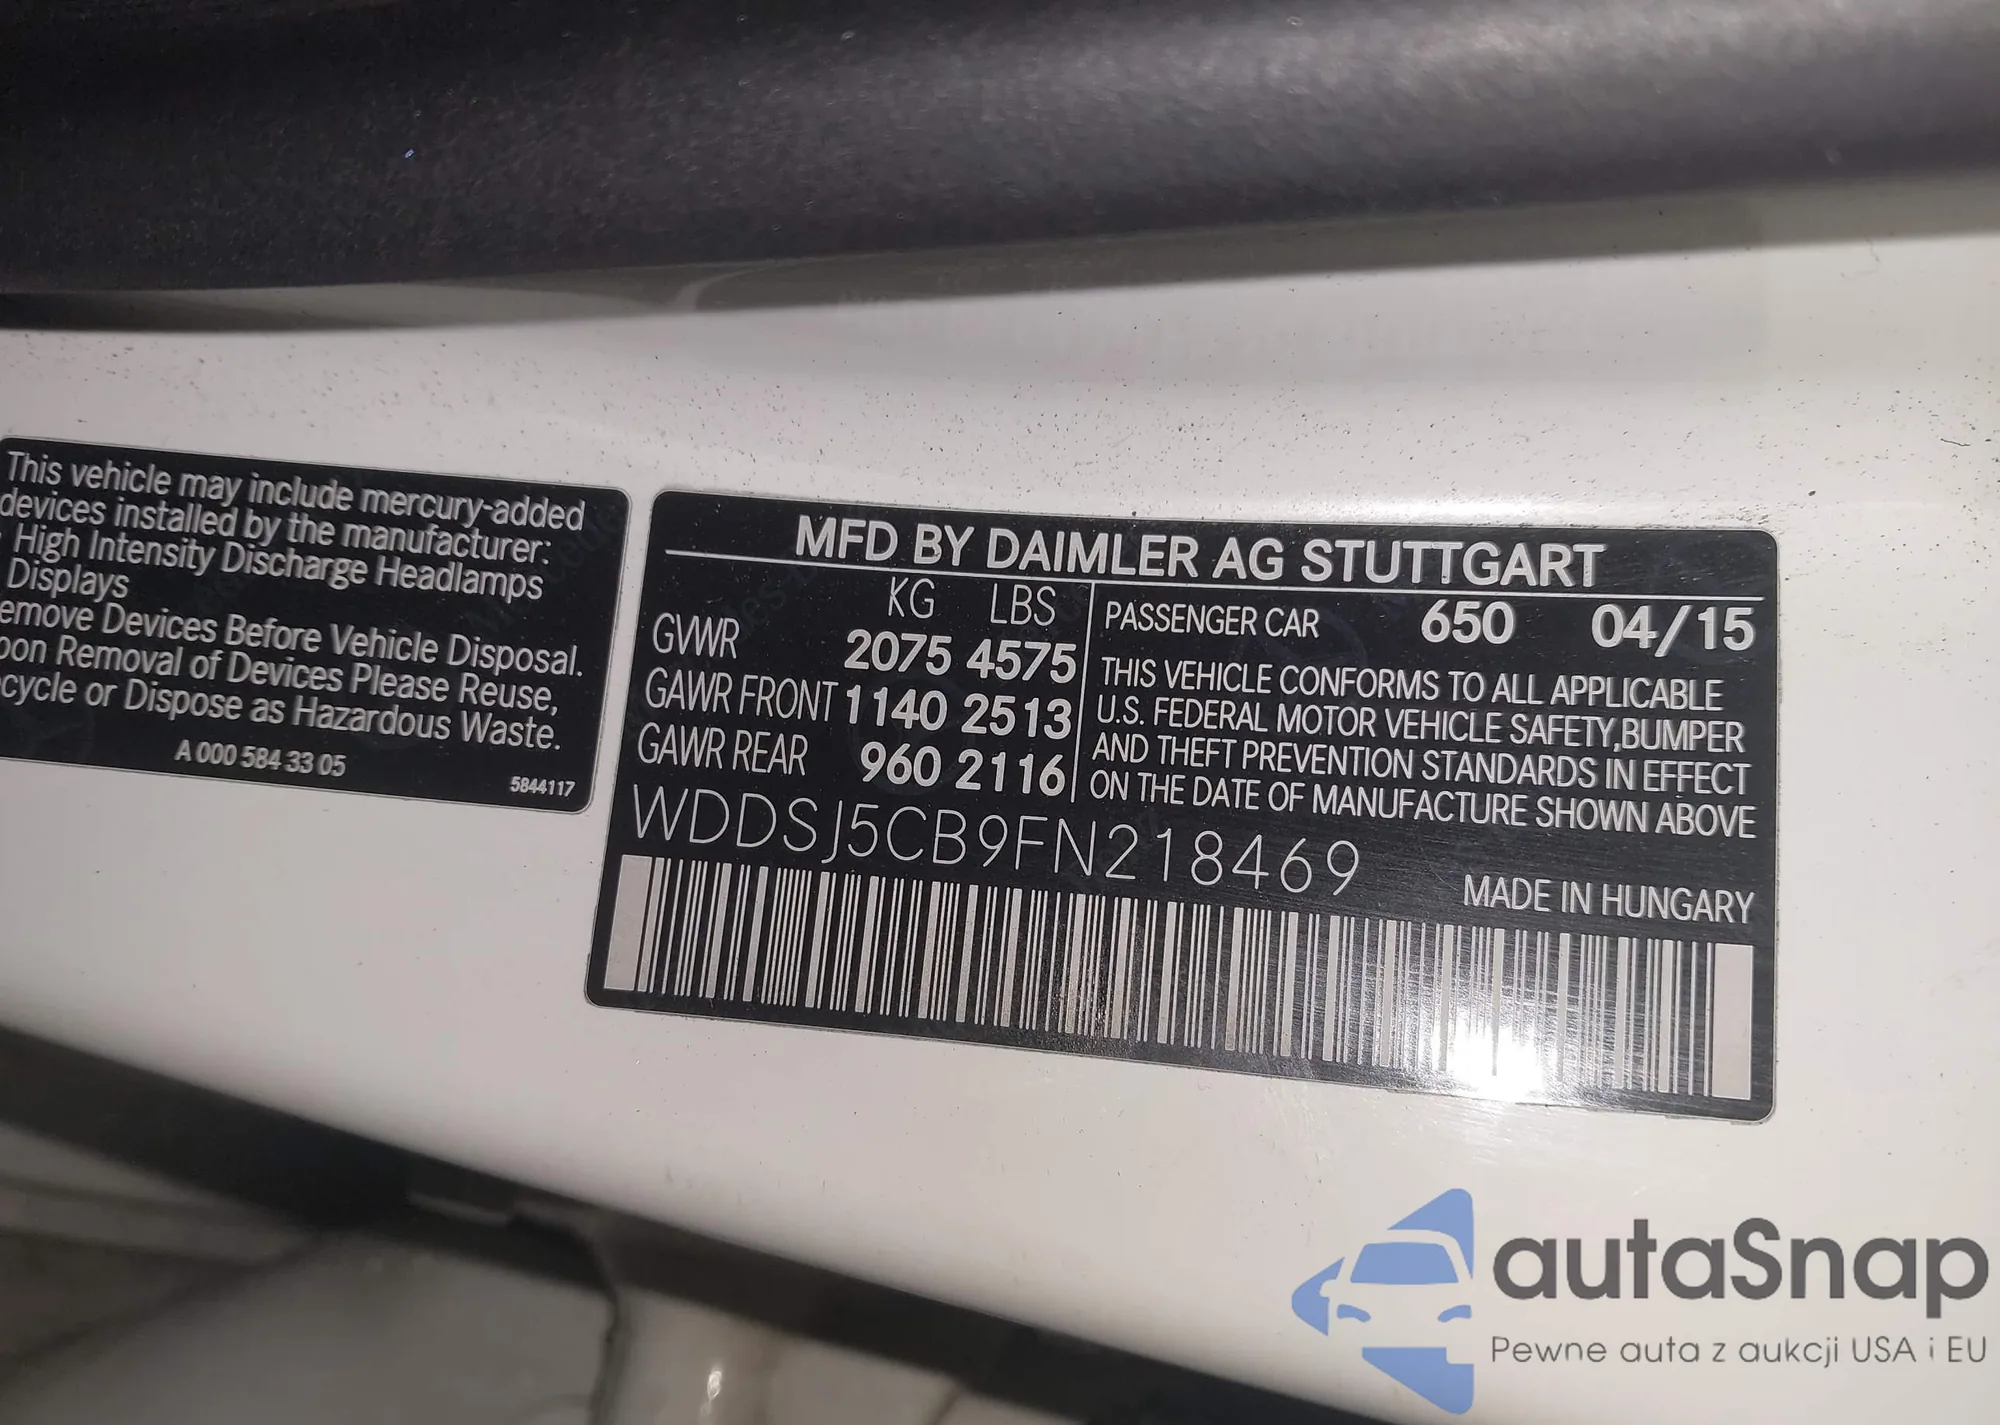 This vehicle may include mercury-added
devices installed by the manufacturer:
High Intensity Discharge Headlamps
Displays
emove Devices Before Vehicle Disposal.
pon Removal of Devices Please Reuse,
ecycle or Dispose as Hazardous Waste.
A 000 584 33 05
5844117
MFD BY DAIMLER AG STUTTGART
KG LBS
GVWR 2075 4575
GAWR FRONT 1140 2513
GAWR REAR 960 2116
PASSENGER CAR 650 04/15
THIS VEHICLE CONFORMS TO ALL APPLICABLE
U.S. FEDERAL MOTOR VEHICLE SAFETY,BUMPER
AND THEFT PREVENTION STANDARDS IN EFFECT
ON THE DATE OF MANUFACTURE SHOWN ABOVE
WDDSJ5CB9FN218469
MADE IN HUNGARY
autaSnap
Pewne auta z aukcji USA i EU